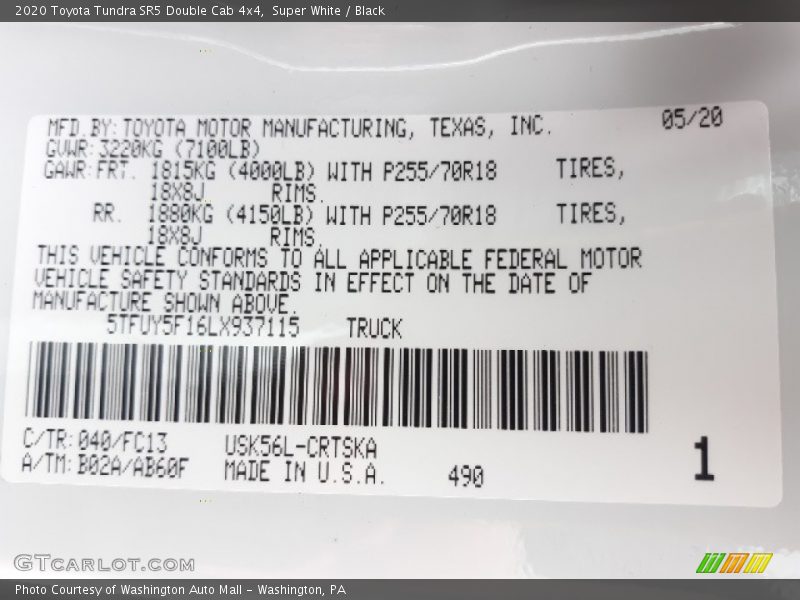 2020 Toyota Tundra SR5 Double Cab 4x4, Super White / Black
MFD.BY:TOYOTA MOTOR MANUFACTURING, TEXAS, INC. 05/20
GVWR:3220KG (7100LB)
GAWR:FRT. 1815KG (4000LB) WITH P255/70R18 TIRES,
18X8J RIMS.
RR. 1880KG (4150LB) WITH P255/70R18 TIRES,
18X8J RIMS.
THIS VEHICLE CONFORMS TO ALL APPLICABLE FEDERAL MOTOR
VEHICLE SAFETY STANDARDS IN EFFECT ON THE DATE OF
MANUFACTURE SHOWN ABOVE.
5TFUY5F16LX937115 TRUCK
C/TR:040/FC13 USK56L-CRTSKA
A/TM:B02A/AB60F MADE IN U.S.A. 490 1
GTCARLOT.COM
Photo Courtesy of Washington Auto Mall - Washington, PA